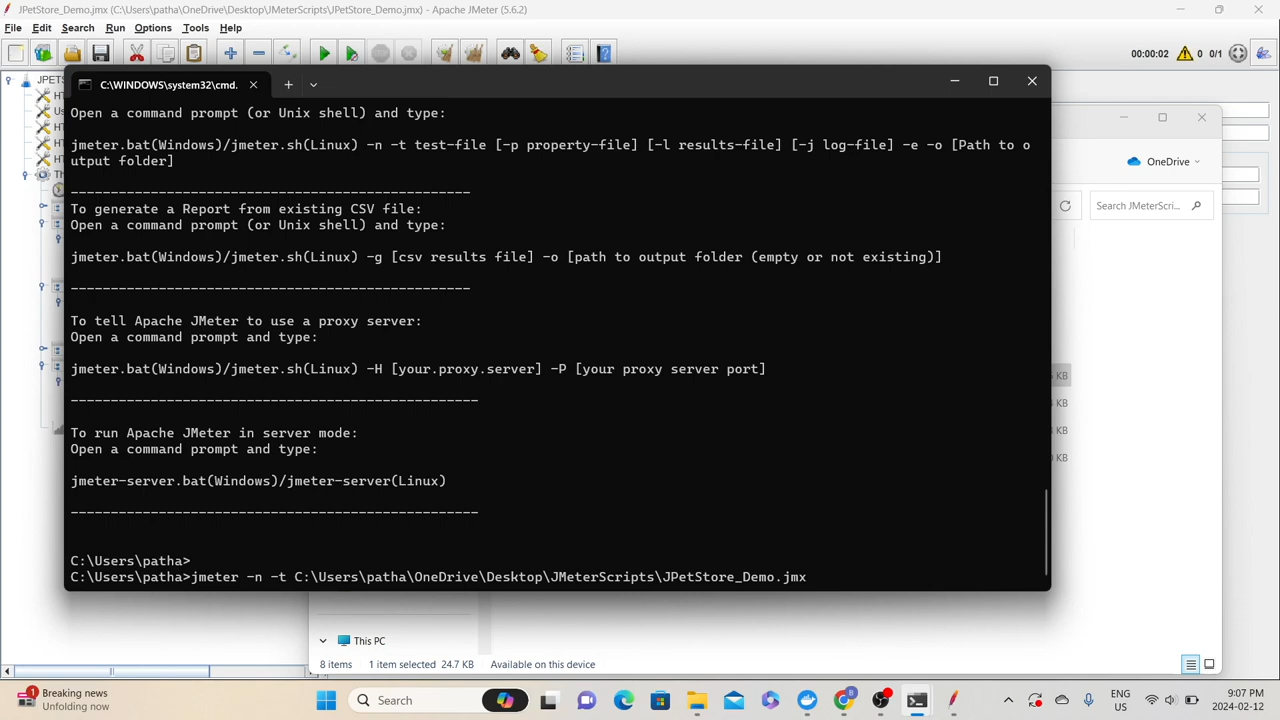 JPetStore_Demo.jmx (C:\Users\patha\OneDrive\Desktop\JMeterScripts\JPetStore_Demo.jmx) - Apache JMeter (5.6.2)
File Edit Search Run Options Tools Help
00:00:02 0 0/1
JPETS
C:\WINDOWS\system32\cmd.
Open a command prompt (or Unix shell) and type:
jmeter.bat(Windows)/jmeter.sh(Linux) -n -t test-file [-p property-file] [-l results-file] [-j log-file] -e -o [Path to o
utput folder]
---------------------------------------------------
To generate a Report from existing CSV file:
Open a command prompt (or Unix shell) and type:
jmeter.bat(Windows)/jmeter.sh(Linux) -g [csv results file] -o [path to output folder (empty or not existing)]
---------------------------------------------------
To tell Apache JMeter to use a proxy server:
Open a command prompt and type:
jmeter.bat(Windows)/jmeter.sh(Linux) -H [your.proxy.server] -P [your proxy server port]
---------------------------------------------------
To run Apache JMeter in server mode:
Open a command prompt and type:
jmeter-server.bat(Windows)/jmeter-server(Linux)
---------------------------------------------------
C:\Users\patha>
C:\Users\patha>jmeter -n -t C:\Users\patha\OneDrive\Desktop\JMeterScripts\JPetStore_Demo.jmx
OneDrive
Search JMeterScri...
KB
KB
KB
KB
This PC
8 items 1 item selected 24.7 KB Available on this device
Breaking news
Unfolding now
1
Search
ENG
US
9:07 PM
2024-02-12